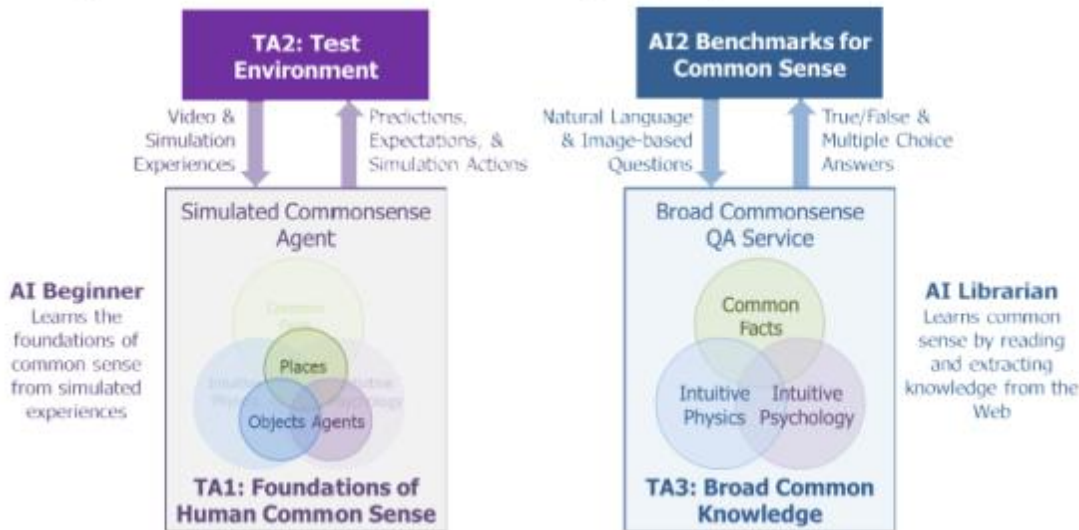 TA2: Test
Environment
AI2 Benchmarks for
Common Sense
Video &
Simulation
Experiences
Predictions,
Expectations, &
Simulation Actions
Natural Language
& Image-based
Questions
True/False &
Multiple Choice
Answers
Simulated Commonsense
Agent
Broad Commonsense
QA Service
AI Beginner
Learns the
foundations of
common sense
from simulated
experiences
Common
Places
Objects
Agents
TA1: Foundations of
Human Common Sense
Common
Facts
Intuitive
Physics
Intuitive
Psychology
TA3: Broad Common
Knowledge
AI Librarian
Learns common
sense by reading
and extracting
knowledge from the
Web